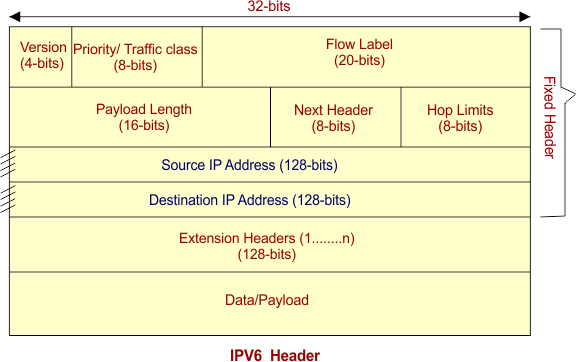 32-bits
Version
(4-bits)
Priority/ Traffic class
(8-bits)
Flow Label
(20-bits)
Payload Length
(16-bits)
Next Header
(8-bits)
Hop Limits
(8-bits)
Source IP Address (128-bits)
Destination IP Address (128-bits)
Extension Headers (1........n)
(128-bits)
Data/Payload
Fixed Header
IPV6 Header